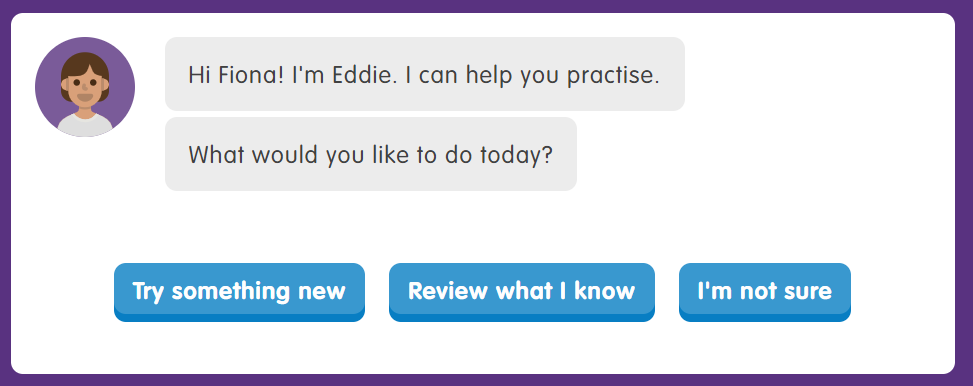 Hi Fiona! I'm Eddie. I can help you practise.
What would you like to do today?
Try something new
Review what I know
I'm not sure